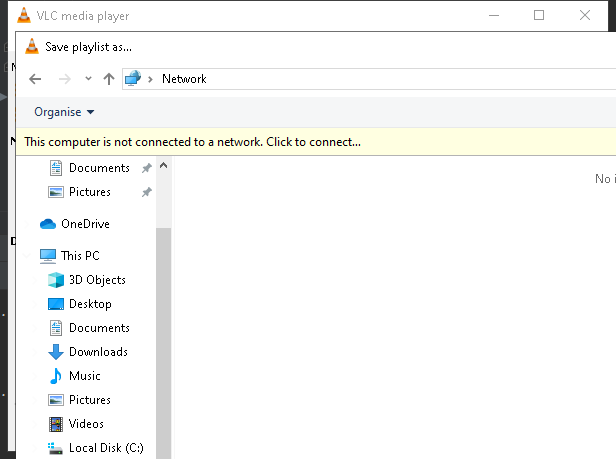 VLC media player
Save playlist as...
Network
Organise
This computer is not connected to a network. Click to connect...
Documents
No i
Pictures
OneDrive
This PC
3D Objects
Desktop
Documents
Downloads
Music
Pictures
Videos
Local Disk (C:)